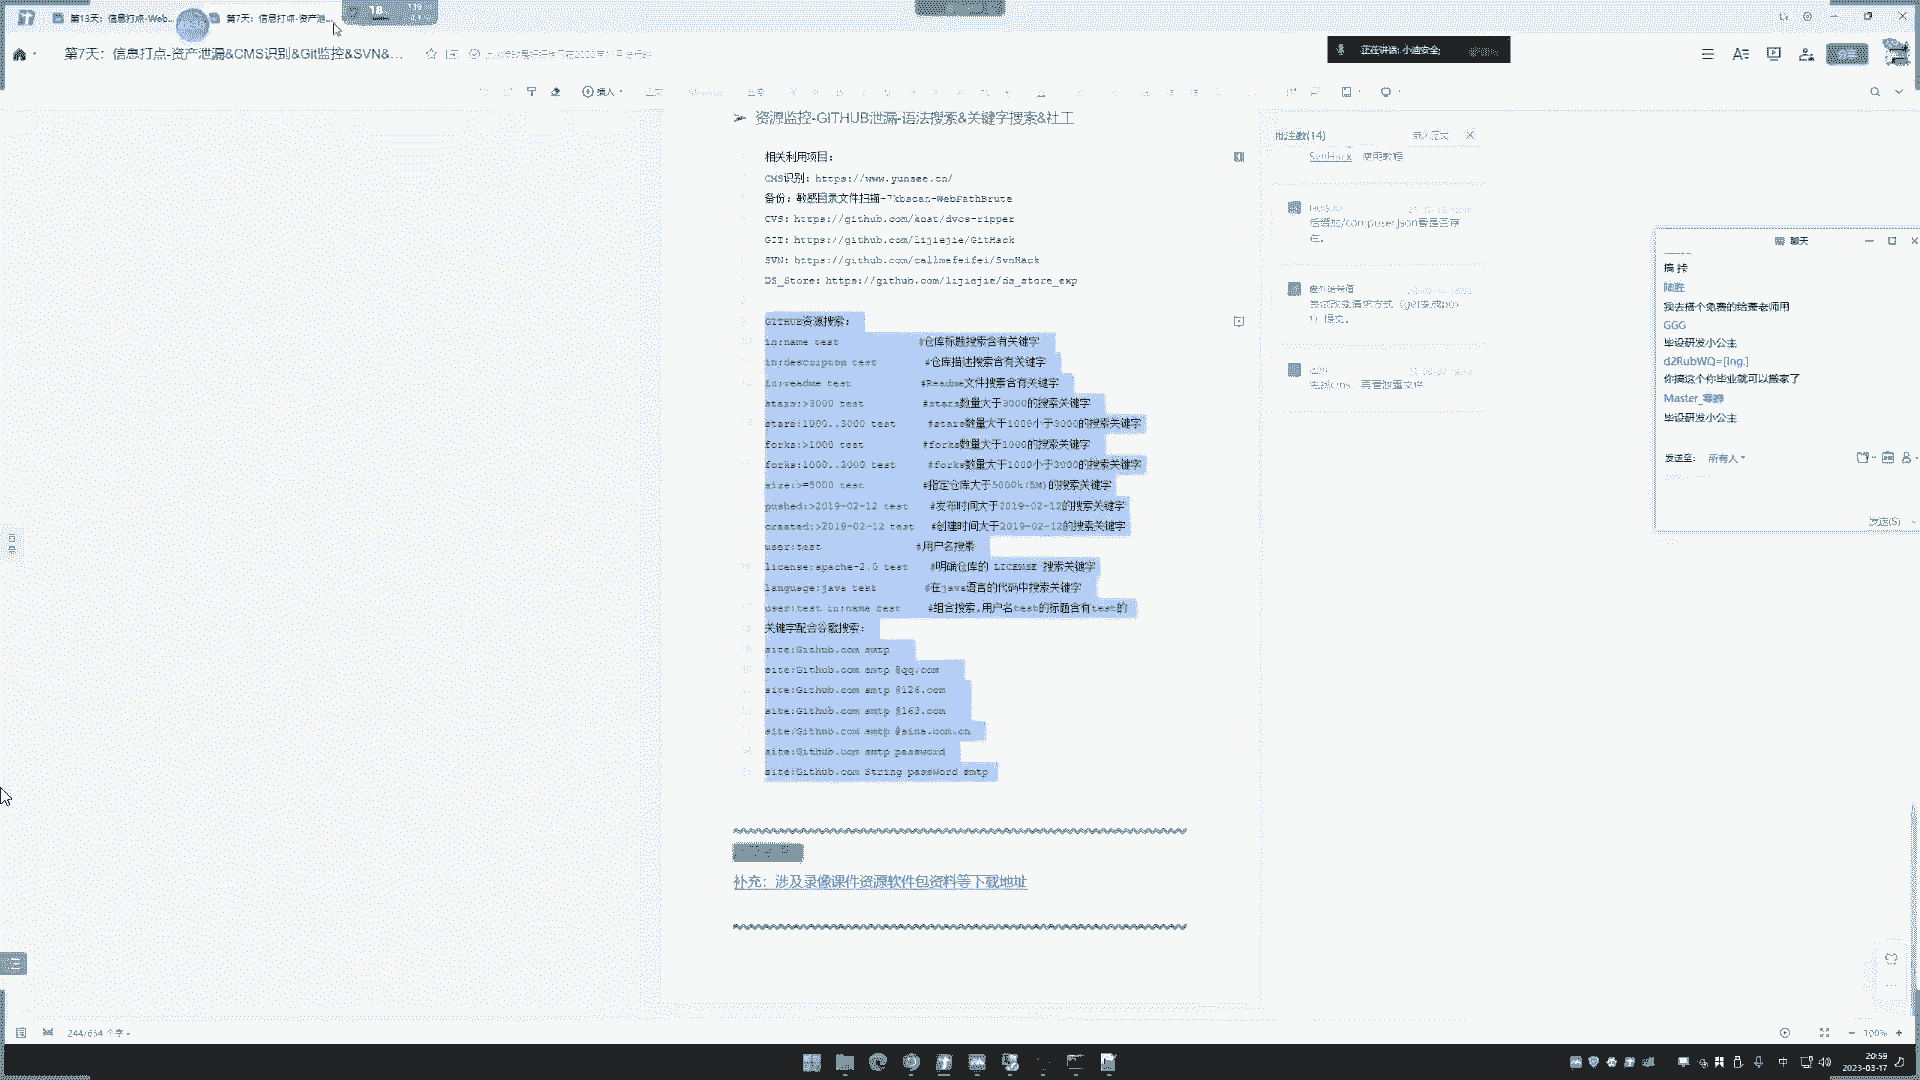 第13天：信息打点-Web...
第7天：信息打点-资产泄...
第7天：信息打点-资产泄漏&CMS识别&Git监控&SVN&...
正在讲话: 小迪安全;
插入
资源监控-GITHUB泄漏-语法搜索&关键字搜索&社工
相关利用项目：
CMS识别：https://www.yunsee.cn/
备份：敏感目录文件扫描-7kbscan-WebPathBrute
CVS：https://github.com/kost/dvcs-ripper
GIT：https://github.com/lijiejie/GitHack
SVN：https://github.com/callmefeifei/SvnHack
DS_Store：https://github.com/lijiejie/ds_store_exp
GITHUB资源搜索：
in:name test #仓库标题搜索含有关键字
in:descripton test #仓库描述搜索含有关键字
in:readme test #Readme文件搜素含有关键字
stars:>3000 test #stars数量大于3000的搜索关键字
stars:1000..3000 test #stars数量大于1000小于3000的搜索关键字
forks:>1000 test #forks数量大于1000的搜索关键字
forks:1000..3000 test #forks数量大于1000小于3000的搜索关键字
size:>=5000 test #指定仓库大于5000k(5M)的搜索关键字
pushed:>2019-02-12 test #发布时间大于2019-02-12的搜索关键字
created:>2019-02-12 test #创建时间大于2019-02-12的搜索关键字
user:test #用户名搜素
license:apache-2.0 test #明确仓库的 LICENSE 搜索关键字
language:java test #在java语言的代码中搜索关键字
user:test in:name test #组合搜索,用户名test的标题含有test的
关键字配合谷歌搜索：
site:Github.com smtp
site:Github.com smtp @qq.com
site:Github.com smtp @126.com
site:Github.com smtp @163.com
site:Github.com smtp @sina.com.cn
site:Github.com smtp password
site:Github.com String password smtp
补充：涉及录像课件资源软件包资料等下载地址
批注数(14)
SvnHack 使用教程
聊天
搞 卡
陆胜
我去搭个免费的给萧老师用
GGG
毕设研发小公主
d2RubWQ=[ing.]
你搞这个你毕业就可以搬家了
毕设研发小公主
发送至: 所有人
发送(S)
244/654 个字
100%
中
20:59
2023-03-17